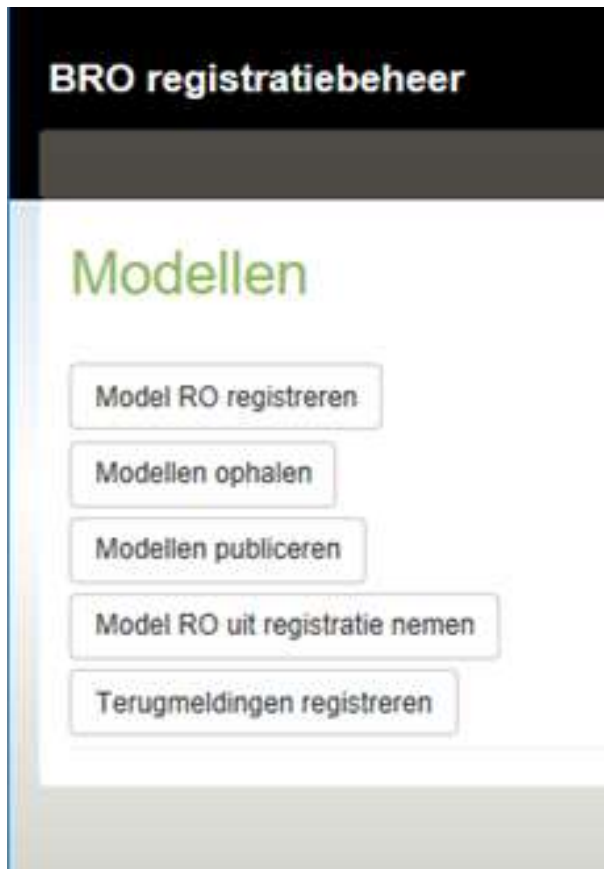 BRO registratiebeheer
Modellen
Model RO registreren
Modellen ophalen
Modellen publiceren
Model RO uit registratie nemen
Terugmeldingen registreren